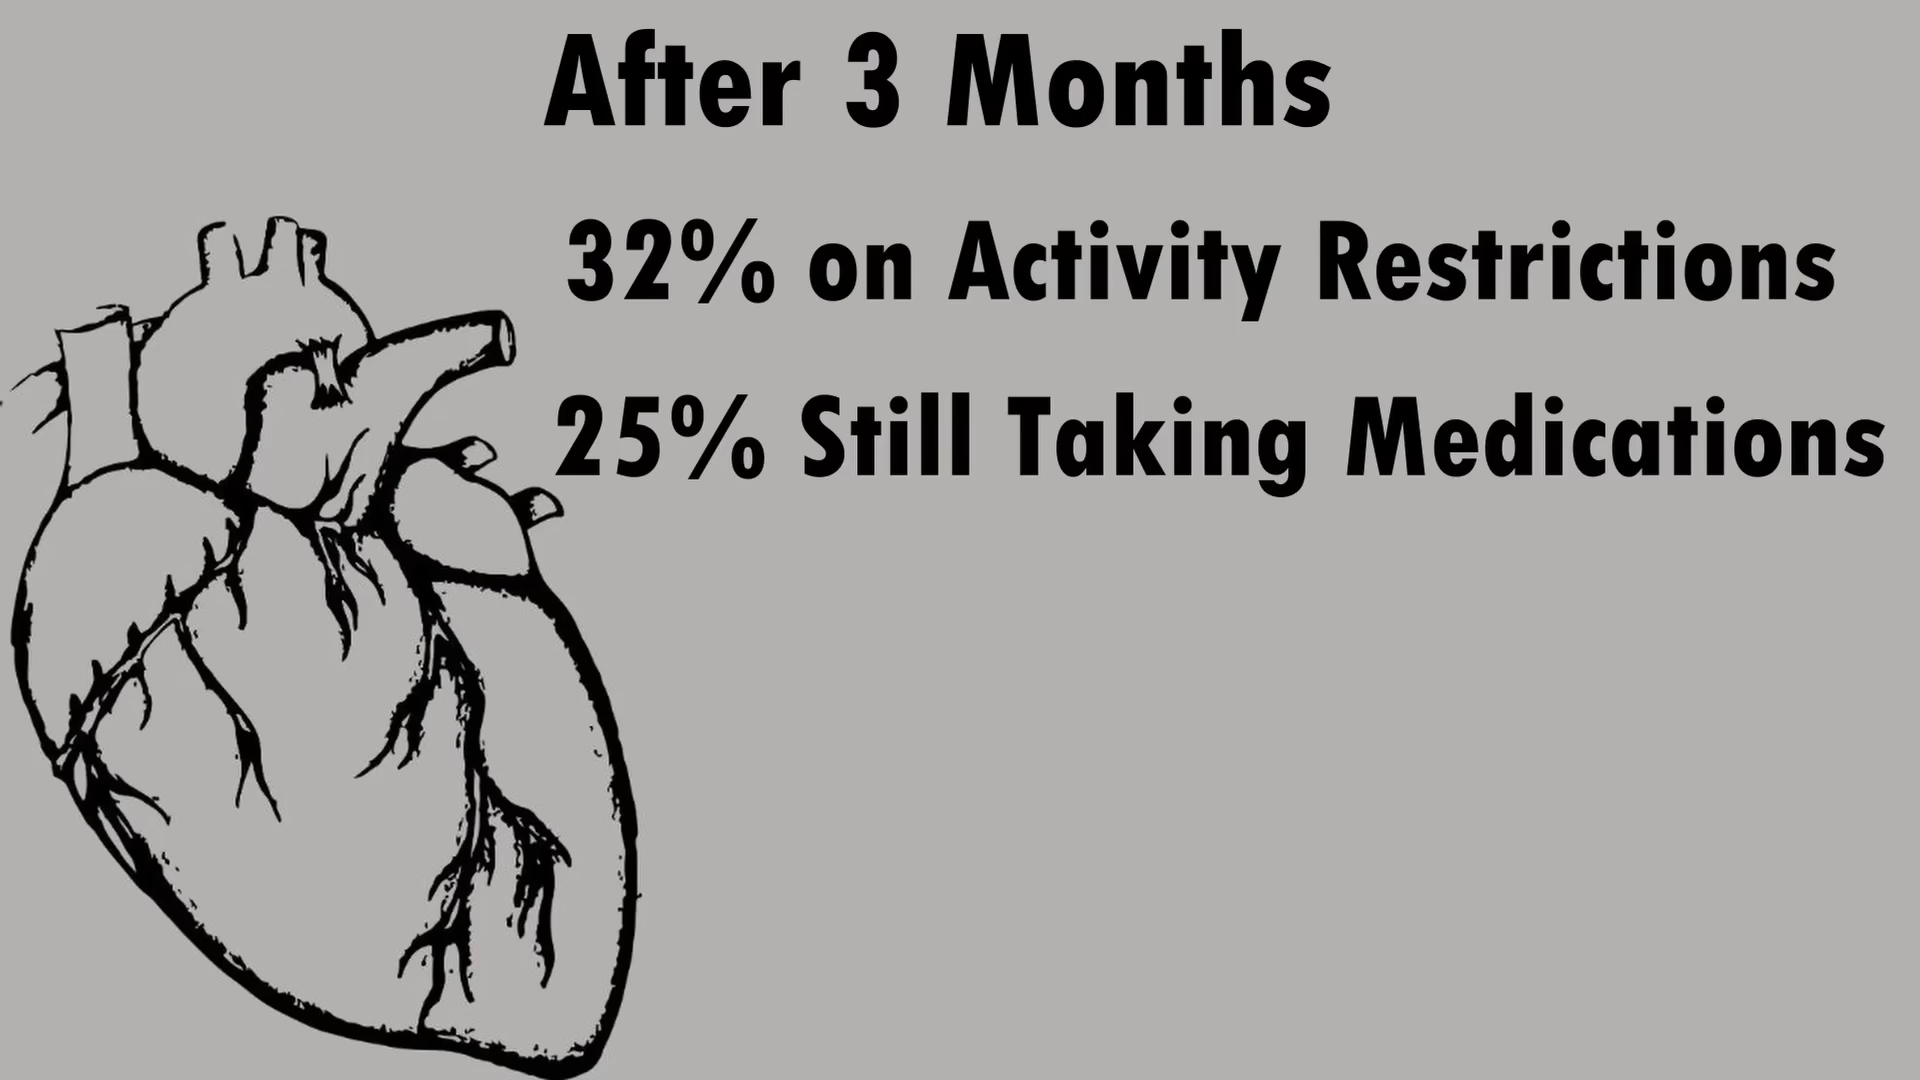 After 3 Months
32% on Activity Restrictions
25% Still Taking Medications